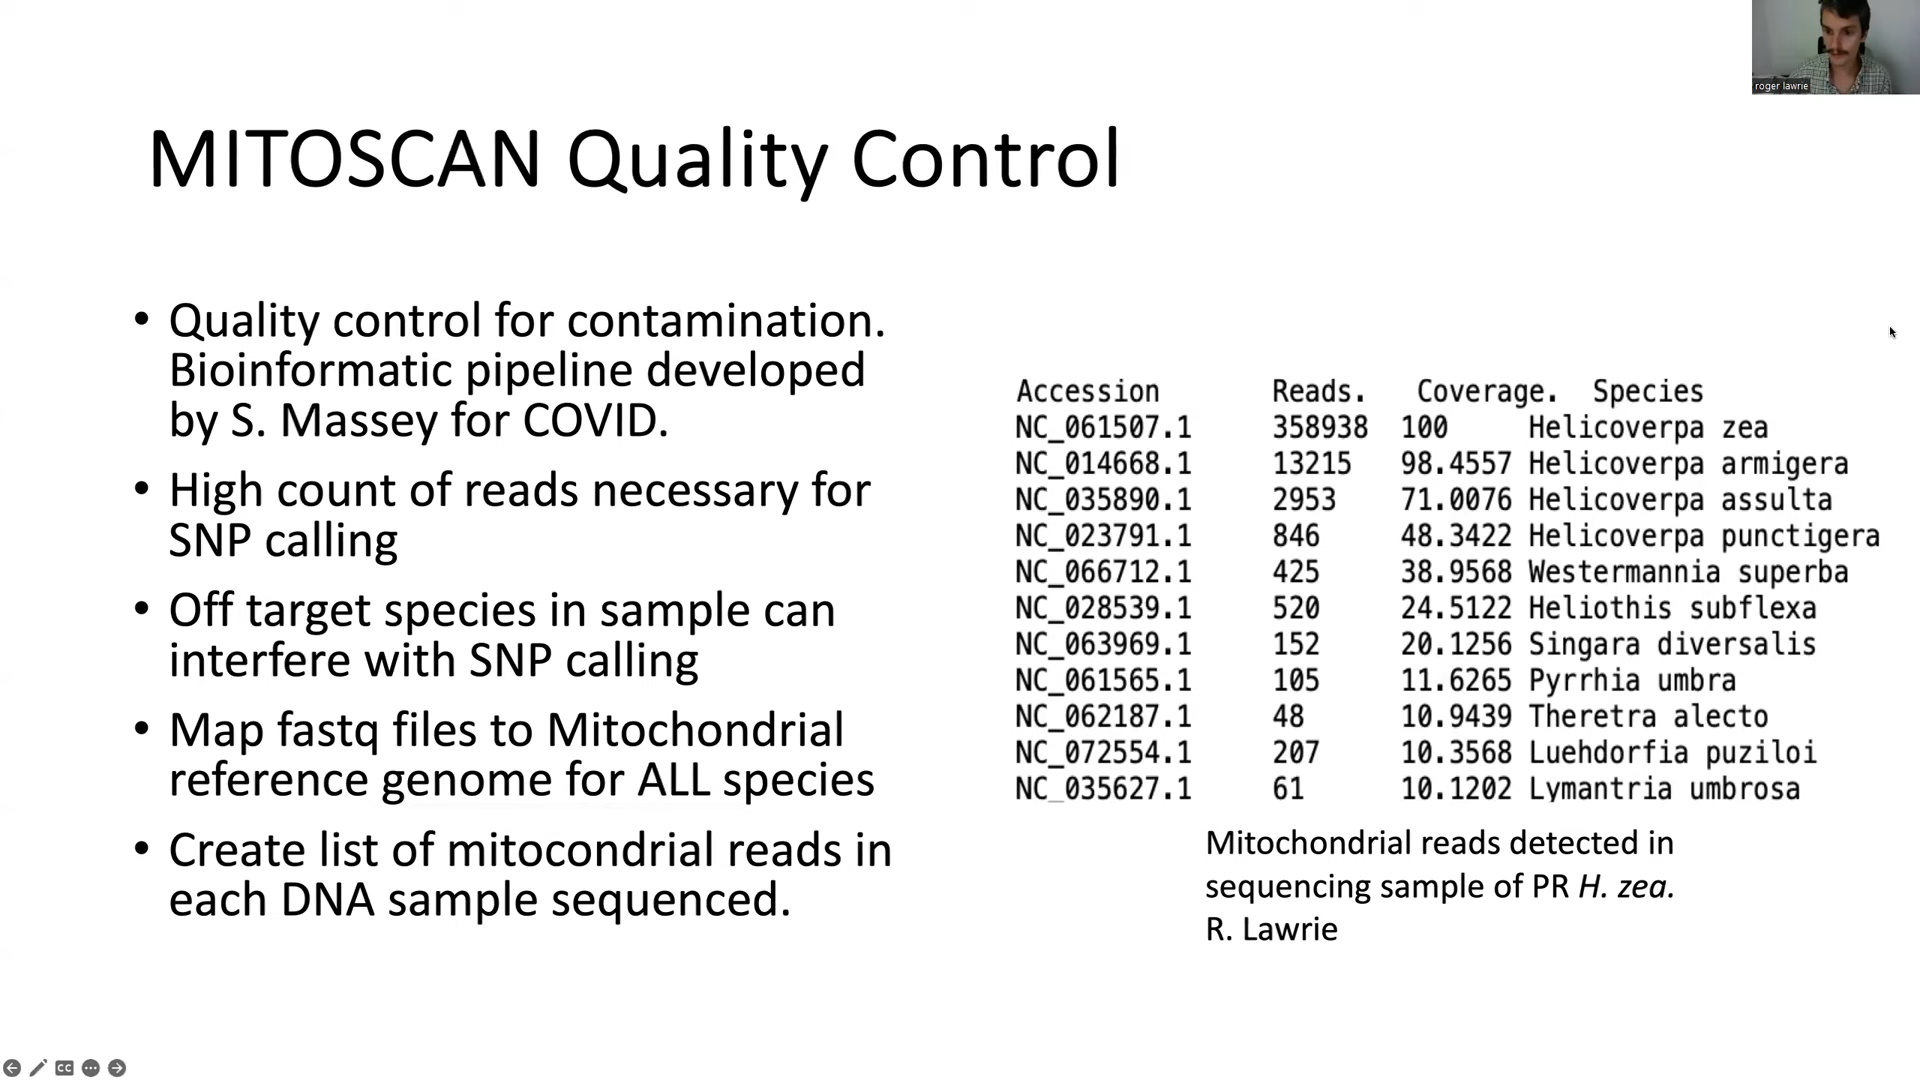 roger lawrie
MITOSCAN Quality Control
• Quality control for contamination.
Bioinformatic pipeline developed
by S. Massey for COVID.
• High count of reads necessary for
SNP calling
• Off target species in sample can
interfere with SNP calling
• Map fastq files to Mitochondrial
reference genome for ALL species
• Create list of mitocondrial reads in
each DNA sample sequenced.
Accession Reads. Coverage. Species
NC_061507.1 358938 100 Helicoverpa zea
NC_014668.1 13215 98.4557 Helicoverpa armigera
NC_035890.1 2953 71.0076 Helicoverpa assulta
NC_023791.1 846 48.3422 Helicoverpa punctigera
NC_066712.1 425 38.9568 Westermannia superba
NC_028539.1 520 24.5122 Heliothis subflexa
NC_063969.1 152 20.1256 Singara diversalis
NC_061565.1 105 11.6265 Pyrrhia umbra
NC_062187.1 48 10.9439 Theretra alecto
NC_072554.1 207 10.3568 Luehdorfia puziloi
NC_035627.1 61 10.1202 Lymantria umbrosa
Mitochondrial reads detected in
sequencing sample of PR H. zea.
R. Lawrie
CC